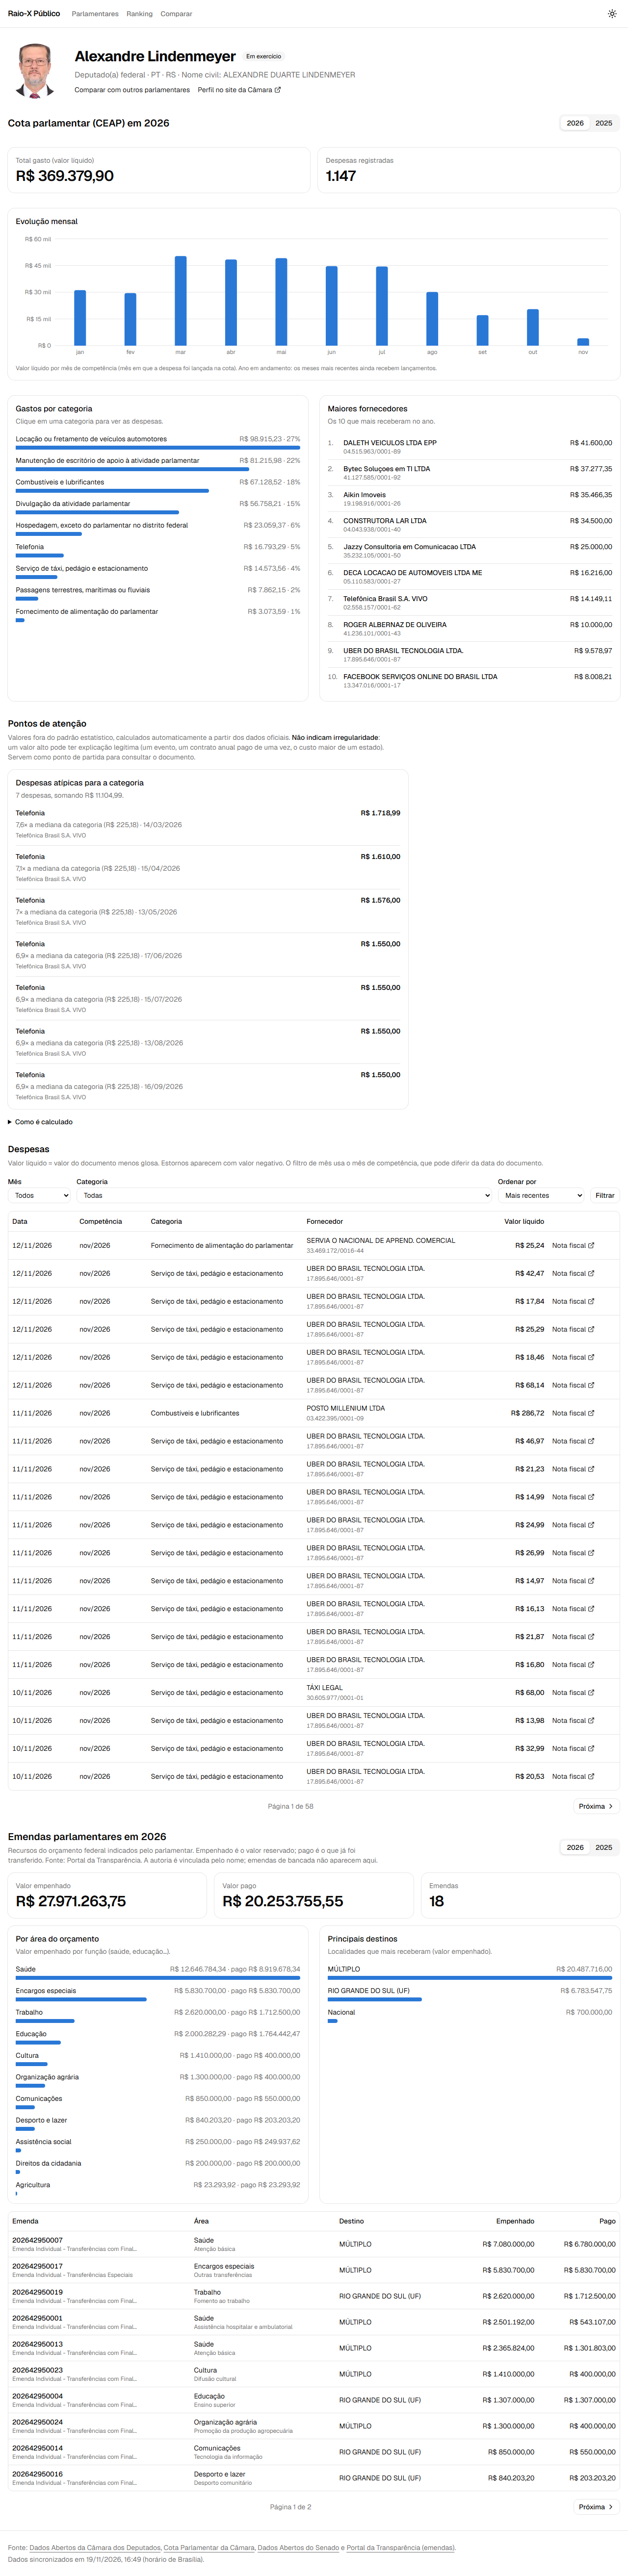 Raio-X Público Parlamentares Ranking Comparar
Alexandre Lindenmeyer Em exercício
Deputado(a) federal · PT · RS · Nome civil: ALEXANDRE DUARTE LINDENMEYER
Comparar com outros parlamentares Perfil no site da Câmara
Cota parlamentar (CEAP) em 2026 2026 2025
Total gasto (valor líquido)
R$ 369.379,90
Despesas registradas
1.147
Evolução mensal
R$ 60 mil
R$ 45 mil
R$ 30 mil
R$ 15 mil
R$ 0
jan fev mar abr mai jun jul ago set out nov
Valor líquido por mês de competência (mês em que a despesa foi lançada na cota). Ano em andamento: os meses mais recentes ainda recebem lançamentos.
Gastos por categoria
Clique em uma categoria para ver as despesas.
Locação ou fretamento de veículos automotores R$ 98.915,23 · 27%
Manutenção de escritório de apoio à atividade parlamentar R$ 81.215,98 · 22%
Combustíveis e lubrificantes R$ 67.128,52 · 18%
Divulgação da atividade parlamentar R$ 56.758,21 · 15%
Hospedagem, exceto do parlamentar no distrito federal R$ 23.059,37 · 6%
Telefonia R$ 16.793,29 · 5%
Serviço de táxi, pedágio e estacionamento R$ 14.573,56 · 4%
Passagens terrestres, marítimas ou fluviais R$ 7.862,15 · 2%
Fornecimento de alimentação do parlamentar R$ 3.073,59 · 1%
Maiores fornecedores
Os 10 que mais receberam no ano.
1. DALETH VEICULOS LTDA EPP R$ 41.600,00
04.515.963/0001-89
2. Bytec Soluçoes em TI LTDA R$ 37.277,35
41.127.585/0001-92
3. Aikin Imoveis R$ 35.466,35
19.198.916/0001-26
4. CONSTRUTORA LAR LTDA R$ 34.500,00
04.043.938/0001-40
5. Jazzy Consultoria em Comunicacao LTDA R$ 25.000,00
35.232.105/0001-50
6. DECA LOCACAO DE AUTOMOVEIS LTDA ME R$ 16.216,00
05.110.583/0001-27
7. Telefônica Brasil S.A. VIVO R$ 14.149,11
02.558.157/0001-62
8. ROGER ALBERNAZ DE OLIVEIRA R$ 10.000,00
41.236.101/0001-43
9. UBER DO BRASIL TECNOLOGIA LTDA. R$ 9.578,97
17.895.646/0001-87
10. FACEBOOK SERVIÇOS ONLINE DO BRASIL LTDA R$ 8.008,21
13.347.016/0001-17
Pontos de atenção
Valores fora do padrão estatístico, calculados automaticamente a partir dos dados oficiais. Não indicam irregularidade:
um valor alto pode ter explicação legítima (um evento, um contrato anual pago de uma vez, o custo maior de um estado).
Servem como ponto de partida para consultar o documento.
Despesas atípicas para a categoria
7 despesas, somando R$ 11.104,99.
Telefonia R$ 1.718,99
7,6× a mediana da categoria (R$ 225,18) · 14/03/2026
Telefônica Brasil S.A. VIVO
Telefonia R$ 1.610,00
7,1× a mediana da categoria (R$ 225,18) · 15/04/2026
Telefônica Brasil S.A. VIVO
Telefonia R$ 1.576,00
7× a mediana da categoria (R$ 225,18) · 13/05/2026
Telefônica Brasil S.A. VIVO
Telefonia R$ 1.550,00
6,9× a mediana da categoria (R$ 225,18) · 17/06/2026
Telefônica Brasil S.A. VIVO
Telefonia R$ 1.550,00
6,9× a mediana da categoria (R$ 225,18) · 15/07/2026
Telefônica Brasil S.A. VIVO
Telefonia R$ 1.550,00
6,9× a mediana da categoria (R$ 225,18) · 13/08/2026
Telefônica Brasil S.A. VIVO
Telefonia R$ 1.550,00
6,9× a mediana da categoria (R$ 225,18) · 16/09/2026
Telefônica Brasil S.A. VIVO
Como é calculado
Despesas
Valor líquido = valor do documento menos glosa. Estornos aparecem com valor negativo. O filtro de mês usa o mês de competência, que pode diferir da data do documento.
Mês Categoria Ordenar por
Todos Todas Mais recentes Filtrar
Data Competência Categoria Fornecedor Valor líquido
12/11/2026 nov/2026 Fornecimento de alimentação do parlamentar SERVIA O NACIONAL DE APREND. COMERCIAL R$ 25,24 Nota fiscal
33.469.172/0016-44
12/11/2026 nov/2026 Serviço de táxi, pedágio e estacionamento UBER DO BRASIL TECNOLOGIA LTDA. R$ 42,47 Nota fiscal
17.895.646/0001-87
12/11/2026 nov/2026 Serviço de táxi, pedágio e estacionamento UBER DO BRASIL TECNOLOGIA LTDA. R$ 17,84 Nota fiscal
17.895.646/0001-87
12/11/2026 nov/2026 Serviço de táxi, pedágio e estacionamento UBER DO BRASIL TECNOLOGIA LTDA. R$ 25,29 Nota fiscal
17.895.646/0001-87
12/11/2026 nov/2026 Serviço de táxi, pedágio e estacionamento UBER DO BRASIL TECNOLOGIA LTDA. R$ 18,46 Nota fiscal
17.895.646/0001-87
12/11/2026 nov/2026 Serviço de táxi, pedágio e estacionamento UBER DO BRASIL TECNOLOGIA LTDA. R$ 68,14 Nota fiscal
17.895.646/0001-87
11/11/2026 nov/2026 Combustíveis e lubrificantes POSTO MILLENIUM LTDA R$ 286,72 Nota fiscal
03.422.395/0001-09
11/11/2026 nov/2026 Serviço de táxi, pedágio e estacionamento UBER DO BRASIL TECNOLOGIA LTDA. R$ 46,97 Nota fiscal
17.895.646/0001-87
11/11/2026 nov/2026 Serviço de táxi, pedágio e estacionamento UBER DO BRASIL TECNOLOGIA LTDA. R$ 21,23 Nota fiscal
17.895.646/0001-87
11/11/2026 nov/2026 Serviço de táxi, pedágio e estacionamento UBER DO BRASIL TECNOLOGIA LTDA. R$ 14,99 Nota fiscal
17.895.646/0001-87
11/11/2026 nov/2026 Serviço de táxi, pedágio e estacionamento UBER DO BRASIL TECNOLOGIA LTDA. R$ 24,99 Nota fiscal
17.895.646/0001-87
11/11/2026 nov/2026 Serviço de táxi, pedágio e estacionamento UBER DO BRASIL TECNOLOGIA LTDA. R$ 26,99 Nota fiscal
17.895.646/0001-87
11/11/2026 nov/2026 Serviço de táxi, pedágio e estacionamento UBER DO BRASIL TECNOLOGIA LTDA. R$ 14,97 Nota fiscal
17.895.646/0001-87
11/11/2026 nov/2026 Serviço de táxi, pedágio e estacionamento UBER DO BRASIL TECNOLOGIA LTDA. R$ 16,13 Nota fiscal
17.895.646/0001-87
11/11/2026 nov/2026 Serviço de táxi, pedágio e estacionamento UBER DO BRASIL TECNOLOGIA LTDA. R$ 21,87 Nota fiscal
17.895.646/0001-87
11/11/2026 nov/2026 Serviço de táxi, pedágio e estacionamento UBER DO BRASIL TECNOLOGIA LTDA. R$ 16,80 Nota fiscal
17.895.646/0001-87
10/11/2026 nov/2026 Serviço de táxi, pedágio e estacionamento TÁXI LEGAL R$ 68,00 Nota fiscal
30.605.977/0001-01
10/11/2026 nov/2026 Serviço de táxi, pedágio e estacionamento UBER DO BRASIL TECNOLOGIA LTDA. R$ 13,98 Nota fiscal
17.895.646/0001-87
10/11/2026 nov/2026 Serviço de táxi, pedágio e estacionamento UBER DO BRASIL TECNOLOGIA LTDA. R$ 32,99 Nota fiscal
17.895.646/0001-87
10/11/2026 nov/2026 Serviço de táxi, pedágio e estacionamento UBER DO BRASIL TECNOLOGIA LTDA. R$ 20,53 Nota fiscal
17.895.646/0001-87
Página 1 de 58 Próxima
Emendas parlamentares em 2026
Recursos do orçamento federal indicados pelo parlamentar. Empenhado é o valor reservado; pago é o que já foi
transferido. Fonte: Portal da Transparência. A autoria é vinculada pelo nome; emendas de bancada não aparecem aqui.
2026 2025
Valor empenhado
R$ 27.971.263,75
Valor pago
R$ 20.253.755,55
Emendas
18
Por área do orçamento
Valor empenhado por função (saúde, educação...).
Saúde R$ 12.646.784,34 · pago R$ 8.919.678,34
Encargos especiais R$ 5.830.700,00 · pago R$ 5.830.700,00
Trabalho R$ 2.620.000,00 · pago R$ 1.712.500,00
Educação R$ 2.000.282,29 · pago R$ 1.764.442,47
Cultura R$ 1.410.000,00 · pago R$ 400.000,00
Organização agrária R$ 1.300.000,00 · pago R$ 400.000,00
Comunicações R$ 850.000,00 · pago R$ 550.000,00
Desporto e lazer R$ 840.203,20 · pago R$ 203.203,20
Assistência social R$ 250.000,00 · pago R$ 249.937,62
Direitos da cidadania R$ 200.000,00 · pago R$ 200.000,00
Agricultura R$ 23.293,92 · pago R$ 23.293,92
Principais destinos
Localidades que mais receberam (valor empenhado).
MÚLTIPLO R$ 20.487.716,00
RIO GRANDE DO SUL (UF) R$ 6.783.547,75
Nacional R$ 700.000,00
Emenda Área Destino Empenhado Pago
202642950007 Saúde MÚLTIPLO R$ 7.080.000,00 R$ 6.780.000,00
Emenda Individual - Transferências com Final... Atenção básica
202642950017 Encargos especiais MÚLTIPLO R$ 5.830.700,00 R$ 5.830.700,00
Emenda Individual - Transferências Especiais Outras transferências
202642950019 Trabalho RIO GRANDE DO SUL (UF) R$ 2.620.000,00 R$ 1.712.500,00
Emenda Individual - Transferências com Final... Fomento ao trabalho
202642950001 Saúde MÚLTIPLO R$ 2.501.192,00 R$ 543.107,00
Emenda Individual - Transferências com Final... Assistência hospitalar e ambulatorial
202642950013 Saúde MÚLTIPLO R$ 2.365.824,00 R$ 1.301.803,00
Emenda Individual - Transferências com Final... Atenção básica
202642950023 Cultura MÚLTIPLO R$ 1.410.000,00 R$ 400.000,00
Emenda Individual - Transferências com Final... Difusão cultural
202642950004 Educação RIO GRANDE DO SUL (UF) R$ 1.307.000,00 R$ 1.307.000,00
Emenda Individual - Transferências com Final... Ensino superior
202642950024 Organização agrária MÚLTIPLO R$ 1.300.000,00 R$ 400.000,00
Emenda Individual - Transferências com Final... Promoção da produção agropecuária
202642950014 Comunicações RIO GRANDE DO SUL (UF) R$ 850.000,00 R$ 550.000,00
Emenda Individual - Transferências com Final... Tecnologia da informação
202642950016 Desporto e lazer RIO GRANDE DO SUL (UF) R$ 840.203,20 R$ 203.203,20
Emenda Individual - Transferências com Final... Desporto comunitário
Página 1 de 2 Próxima
Fonte: Dados Abertos da Câmara dos Deputados, Cota Parlamentar da Câmara, Dados Abertos do Senado e Portal da Transparência (emendas).
Dados sincronizados em 19/11/2026, 16:49 (horário de Brasília).